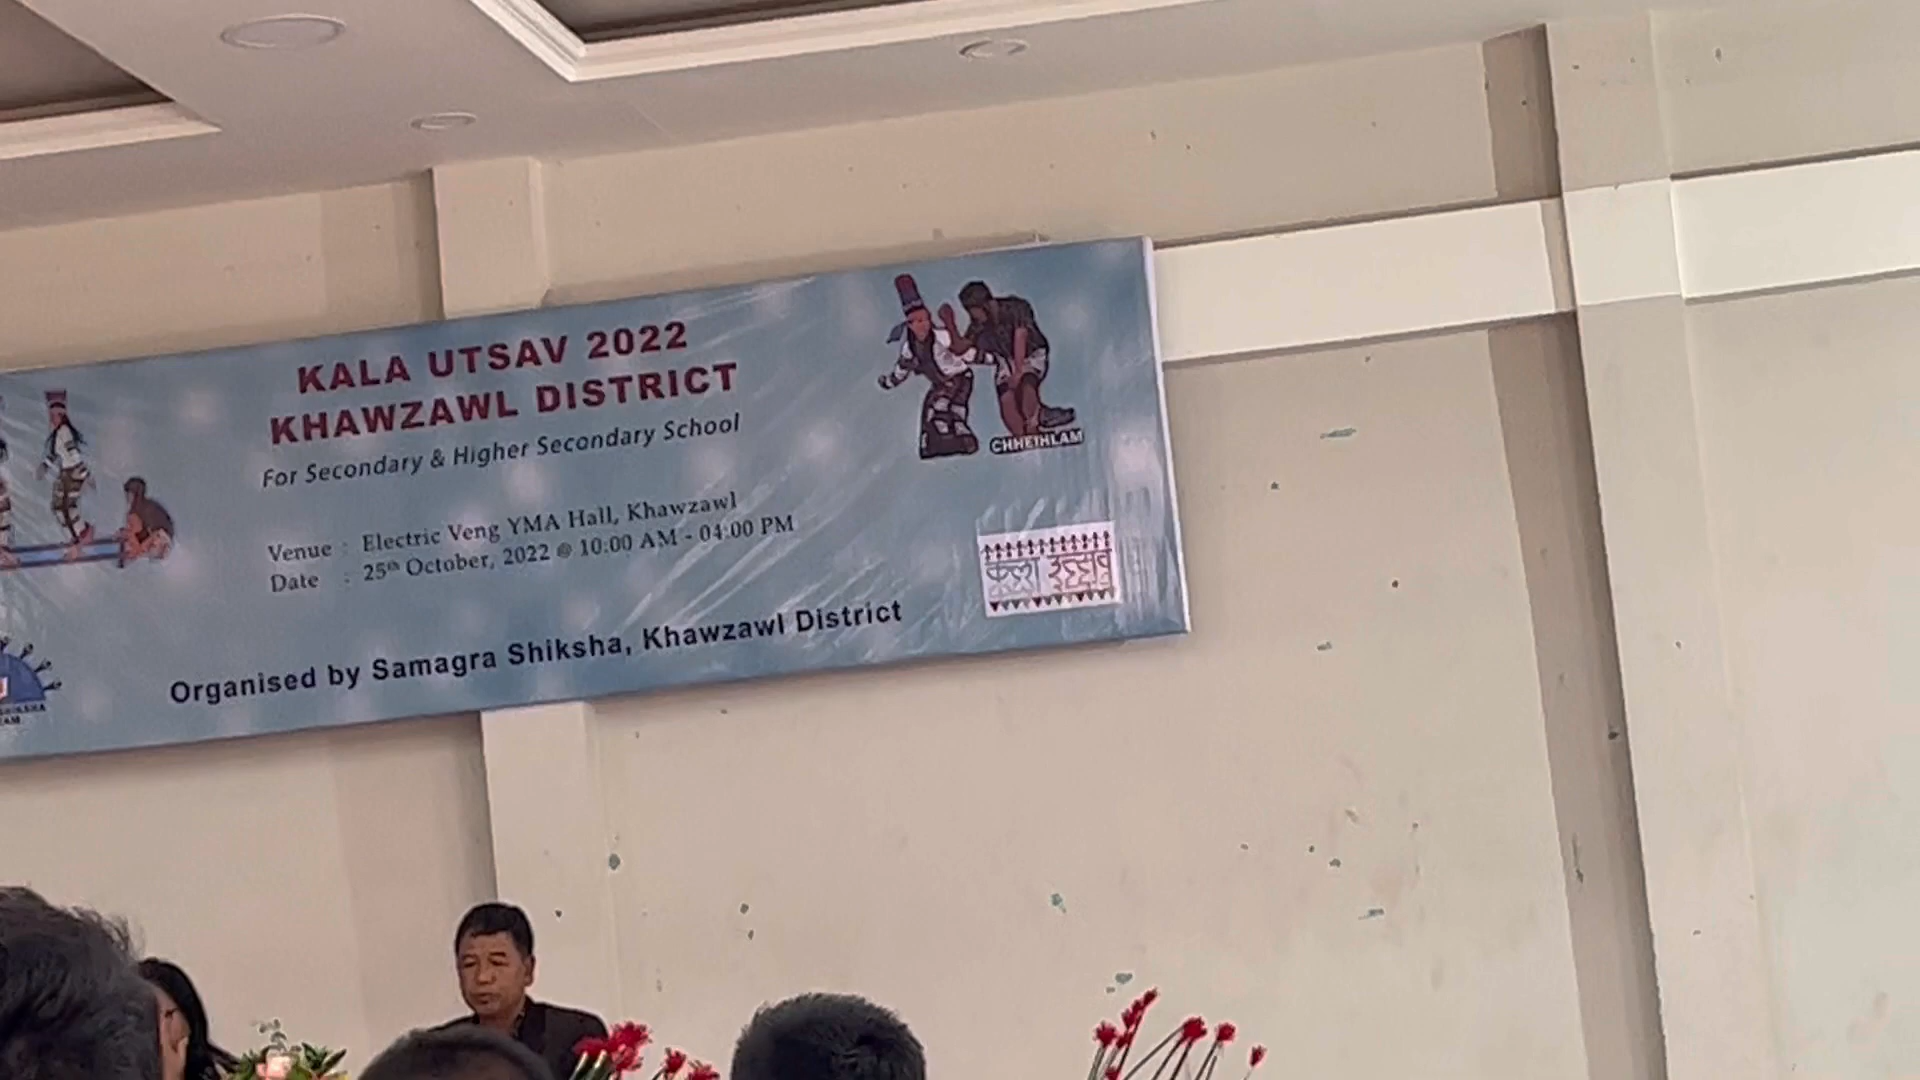 KALA UTSAV 2022
KHAWZAWL DISTRICT
For Secondary & Higher Secondary School
Venue : Electric Veng YMA Hall, Khawzawl
Date : 25th October, 2022 @ 10:00 AM - 04:00 PM
Organised by Samagra Shiksha, Khawzawl District
CHHEIHLAM
कला उत्सव